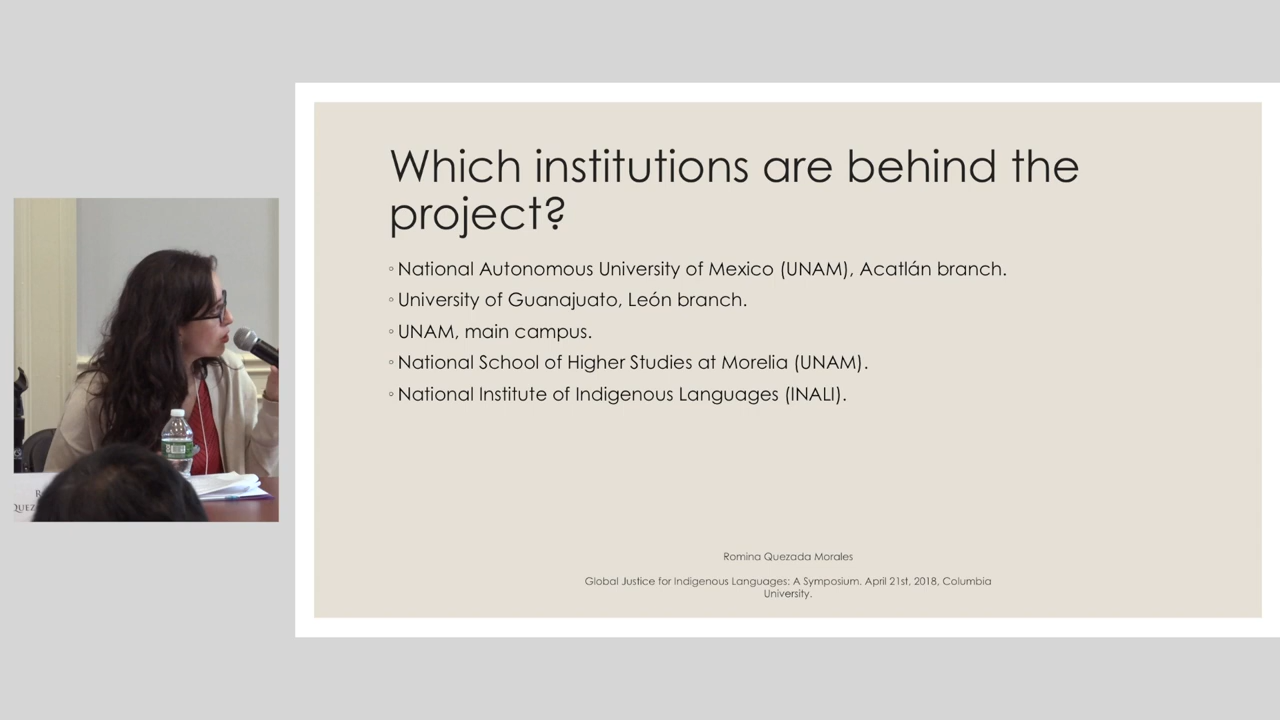 Which institutions are behind the
project?
◦ National Autonomous University of Mexico (UNAM), Acatlán branch.
◦ University of Guanajuato, León branch.
◦ UNAM, main campus.
◦ National School of Higher Studies at Morelia (UNAM).
◦ National Institute of Indigenous Languages (INALI).
Romina Quezada Morales
Global Justice for Indigenous Languages: A Symposium. April 21st, 2018, Columbia
University.